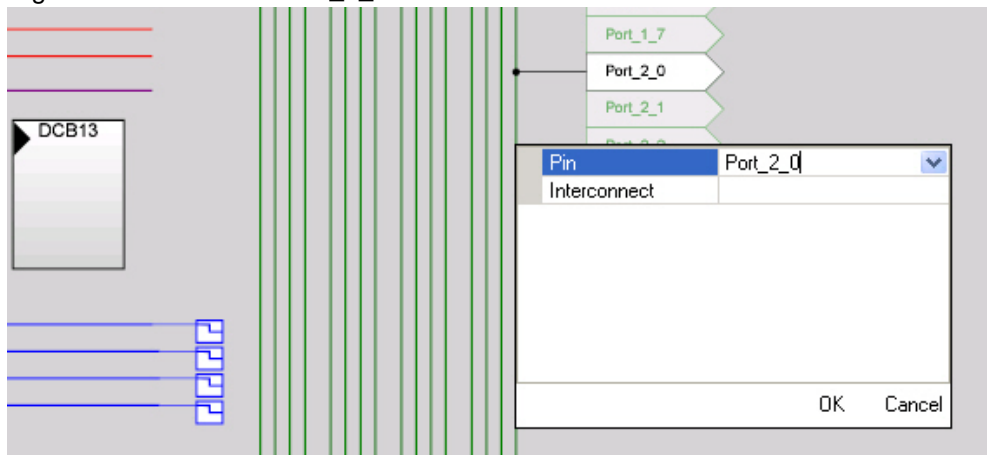 Port_1_7
Port_2_0
Port_2_1
DCB13
Pin Port_2_0
Interconnect
OK Cancel